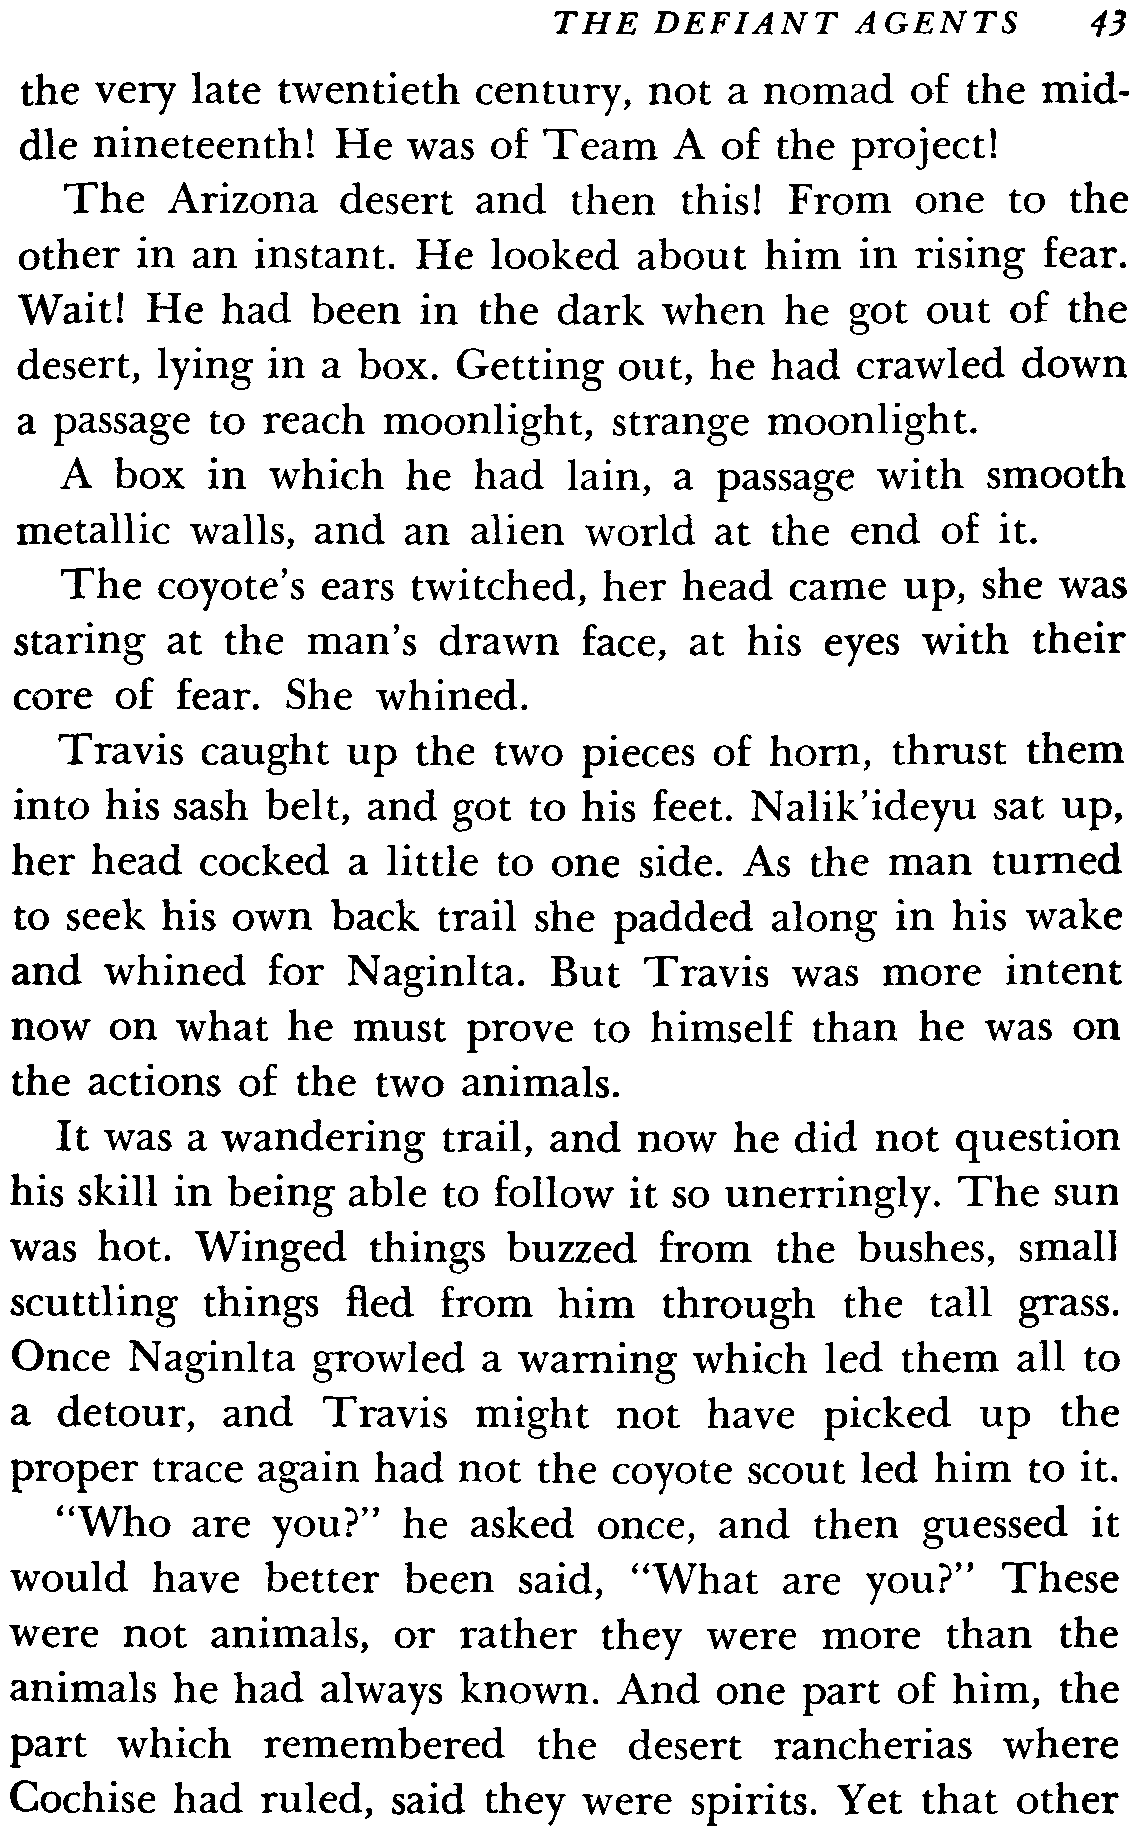 THE DEFIANT AGENTS 43
the very late twentieth century, not a nomad of the mid-
dle nineteenth! He was of Team A of the project!
The Arizona desert and then this! From one to the
other in an instant. He looked about him in rising fear.
Wait! He had been in the dark when he got out of the
desert, lying in a box. Getting out, he had crawled down
a passage to reach moonlight, strange moonlight.
A box in which he had lain, a passage with smooth
metallic walls, and an alien world at the end of it.
The coyote's ears twitched, her head came up, she was
staring at the man's drawn face, at his eyes with their
core of fear. She whined.
Travis caught up the two pieces of horn, thrust them
into his sash belt, and got to his feet. Nalik'ideyu sat up,
her head cocked a little to one side. As the man turned
to seek his own back trail she padded along in his wake
and whined for Naginlta. But Travis was more intent
now on what he must prove to himself than he was on
the actions of the two animals.
It was a wandering trail, and now he did not question
his skill in being able to follow it so unerringly. The sun
was hot. Winged things buzzed from the bushes, small
scuttling things fled from him through the tall grass.
Once Naginlta growled a warning which led them all to
a detour, and Travis might not have picked up the
proper trace again had not the coyote scout led him to it.
"Who are you?" he asked once, and then guessed it
would have better been said, "What are you?" These
were not animals, or rather they were more than the
animals he had always known. And one part of him, the
part which remembered the desert rancherias where
Cochise had ruled, said they were spirits. Yet that other